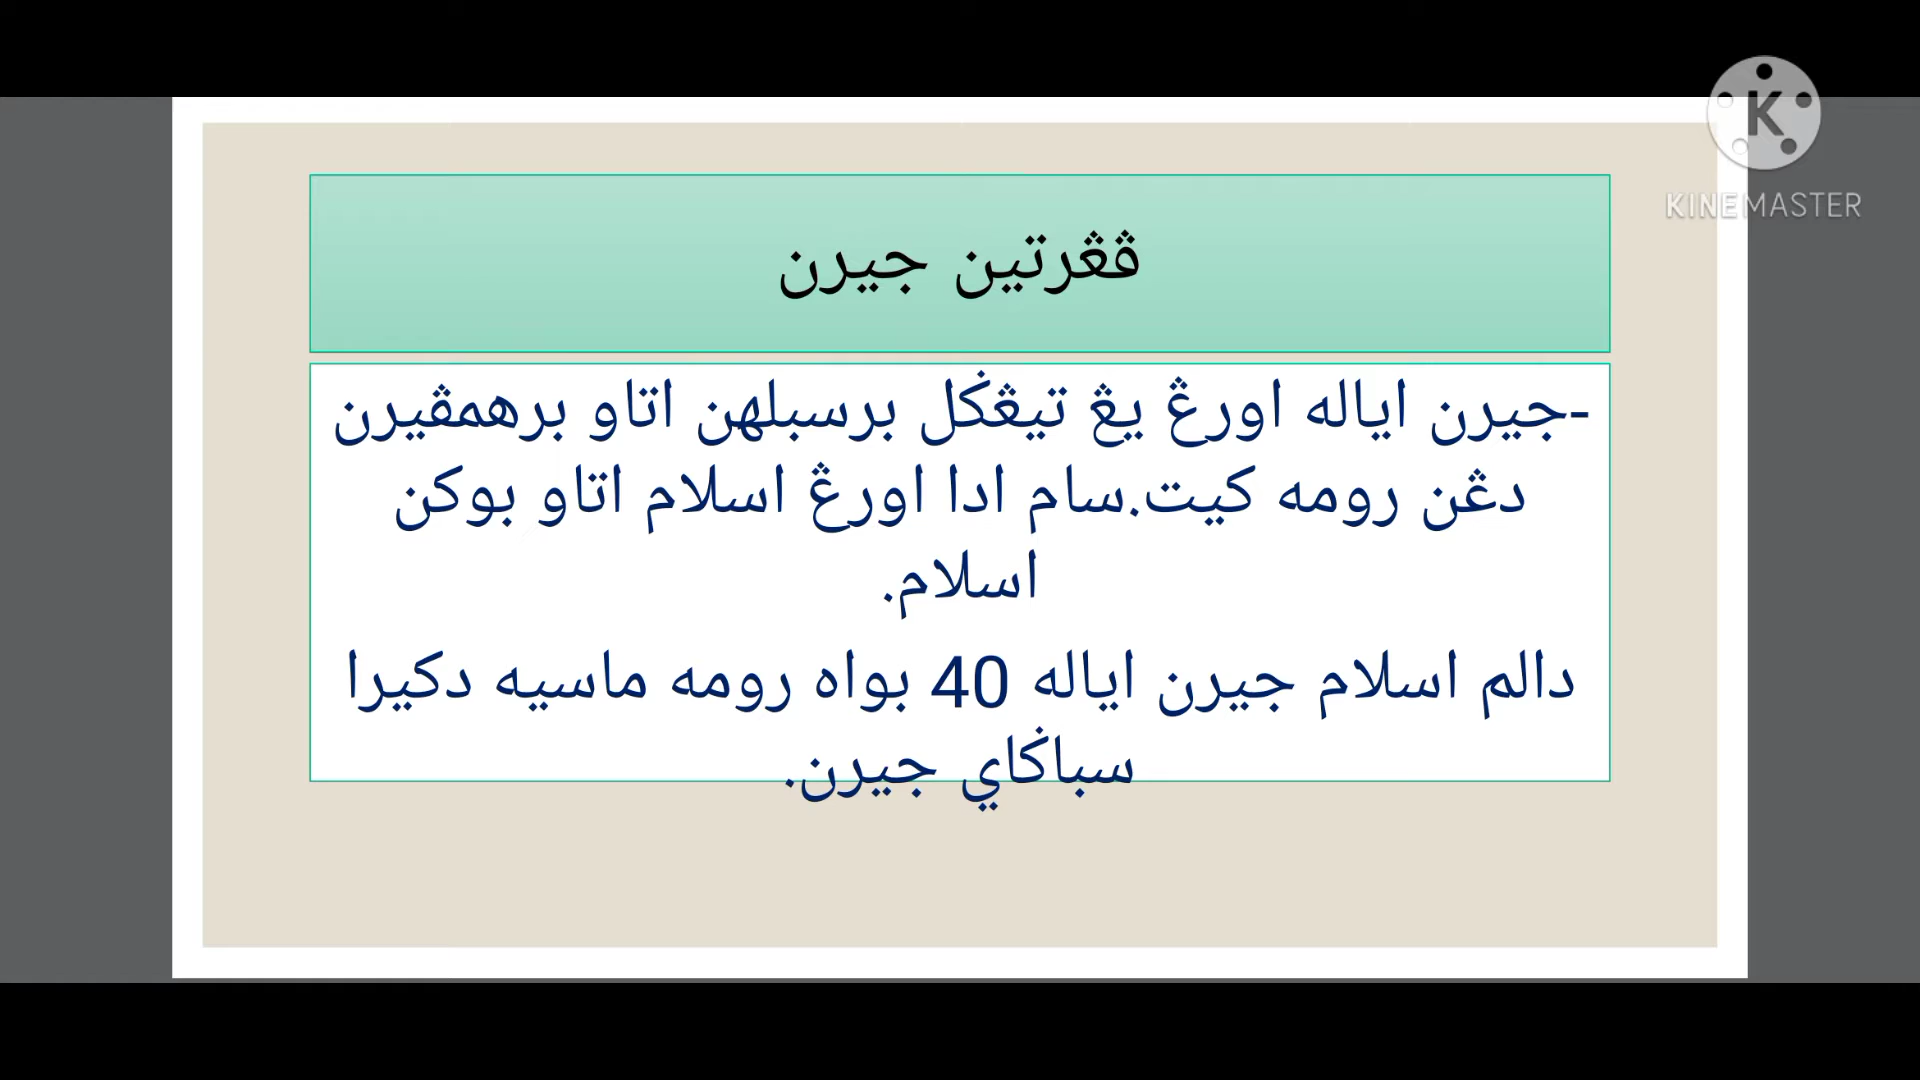 K
KINEMASTER
ڤڠرتين جيرن
-جيرن اياله اورڠ يڠ تيڠݢل برسبلهن اتاو برهمڤيرن
دڠن رومه كيت.سام ادا اورڠ اسلام اتاو بوكن
اسلام.
دالم اسلام جيرن اياله 40 بواه رومه ماسيه دكيرا
سباݢاي جيرن.